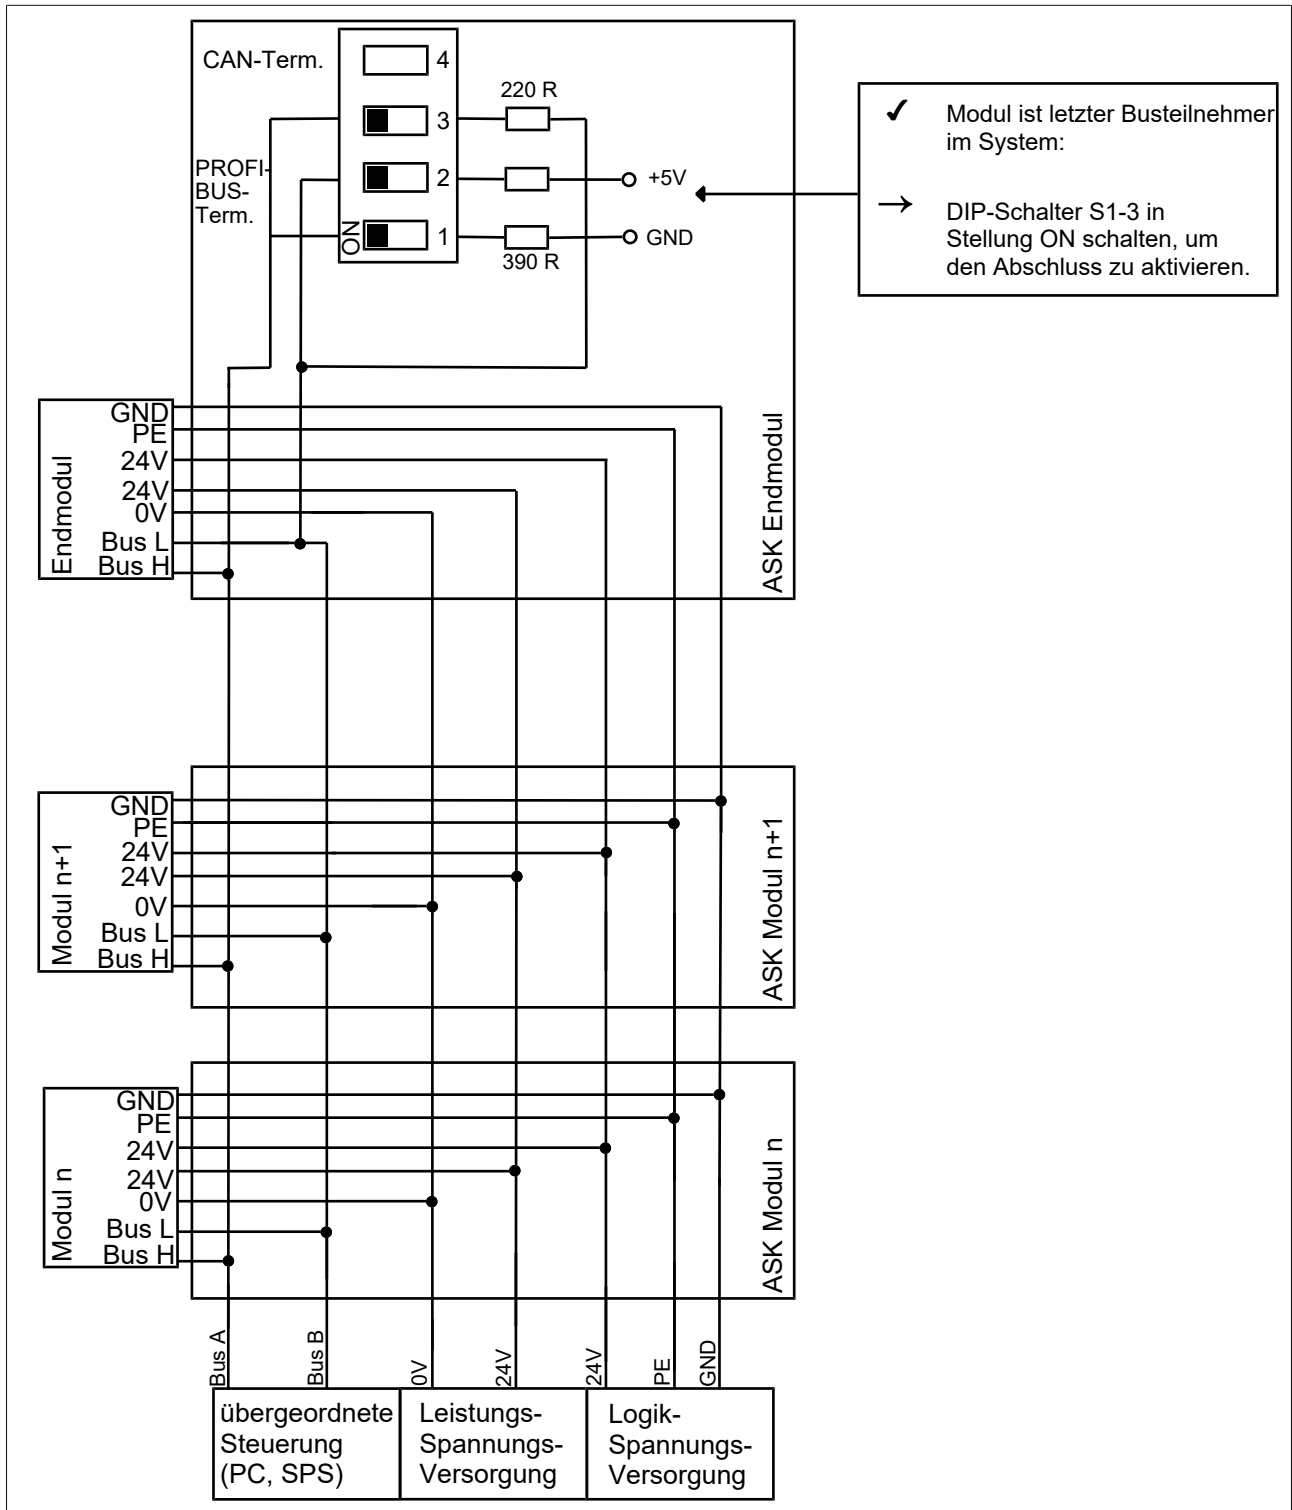 CAN-Term.
4
220 R
3
PROFI-
BUS-
Term.
2
+5V
ON
1
GND
390 R
✓ Modul ist letzter Busteilnehmer
im System:
→ DIP-Schalter S1-3 in
Stellung ON schalten, um
den Abschluss zu aktivieren.
Endmodul
GND
PE
24V
24V
0V
Bus L
Bus H
ASK Endmodul
Modul n+1
GND
PE
24V
24V
0V
Bus L
Bus H
ASK Modul n+1
Modul n
GND
PE
24V
24V
0V
Bus L
Bus H
ASK Modul n
Bus A
Bus B
0V
24V
24V
PE
GND
übergeordnete
Steuerung
(PC, SPS)
Leistungs-
Spannungs-
Versorgung
Logik-
Spannungs-
Versorgung